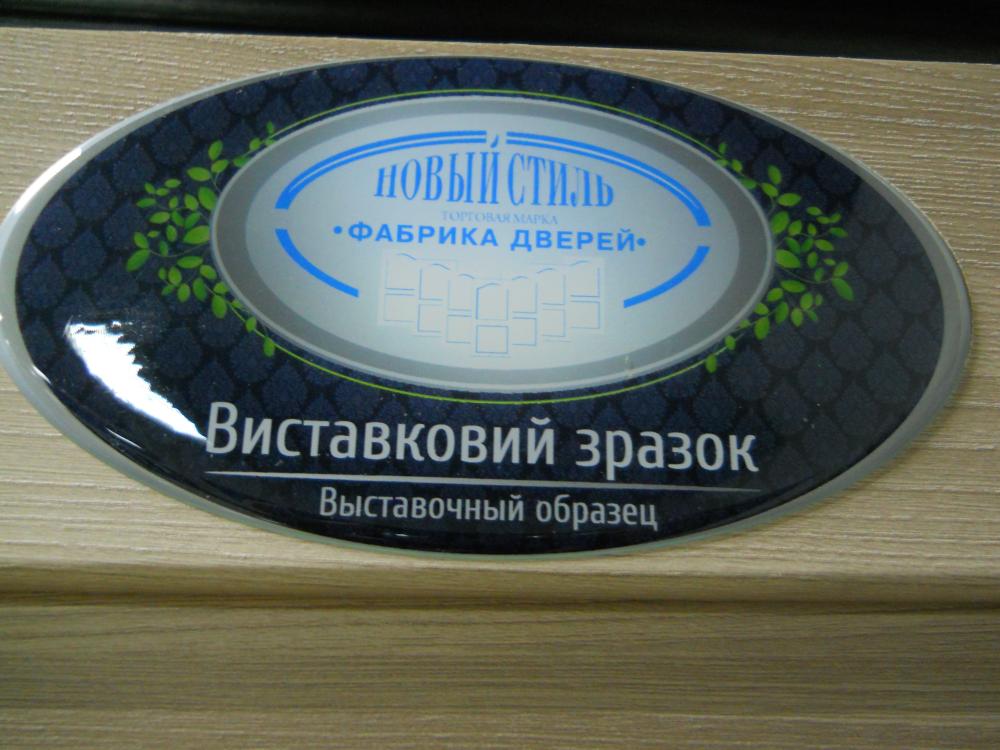 НОВЫЙ СТИЛЬ
ТОРГОВАЯ МАРКА
•ФАБРИКА ДВЕРЕЙ•
Виставковий зразок
Выставочный образец